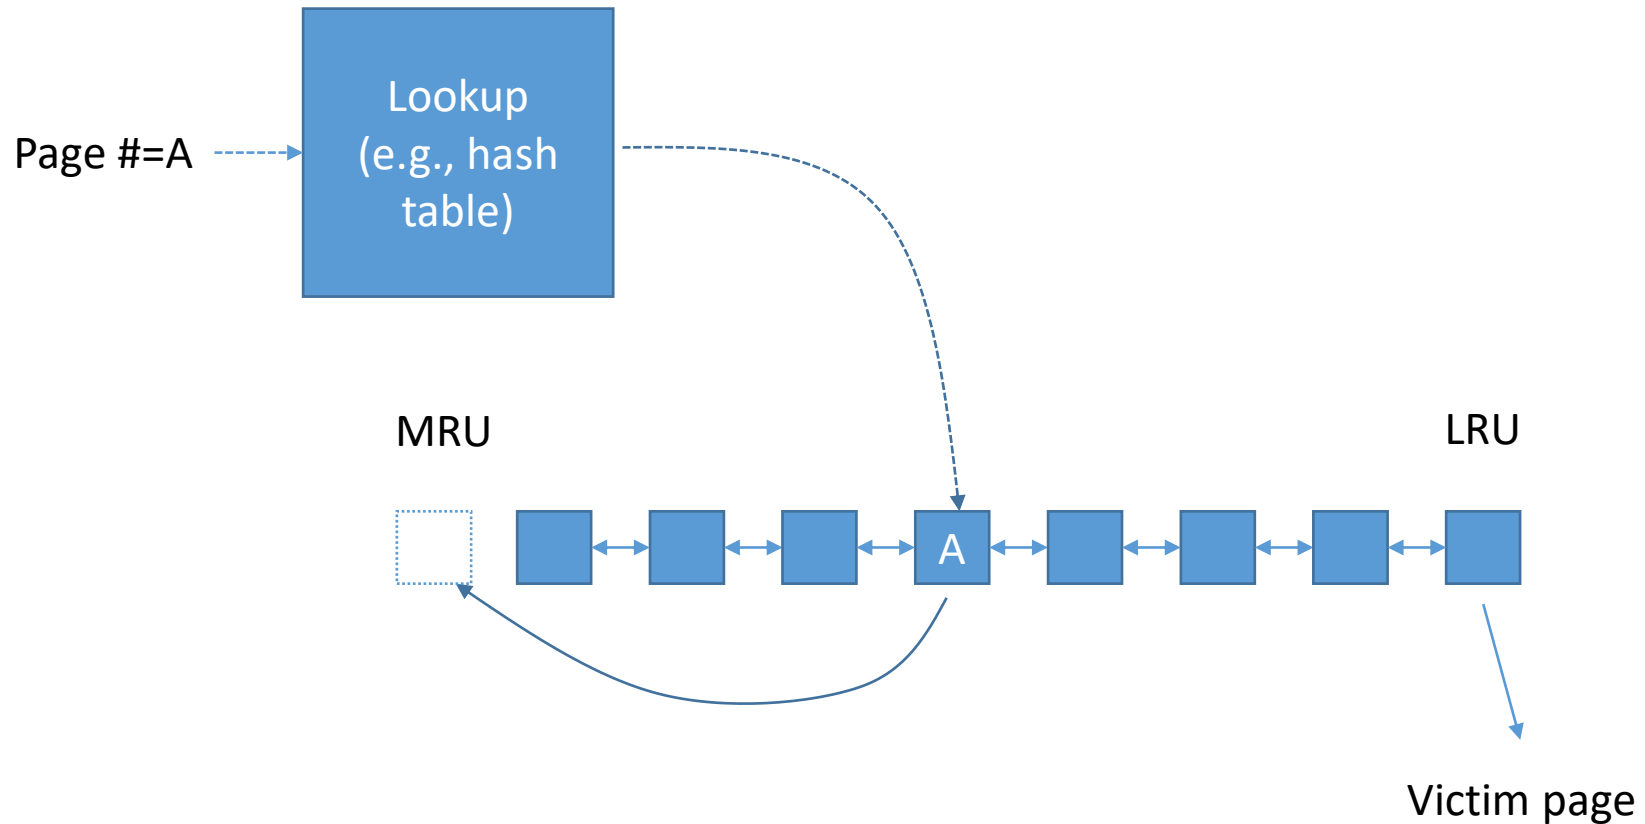 Lookup
(e.g., hash
table)
Page #=A
MRU
LRU
A
Victim page